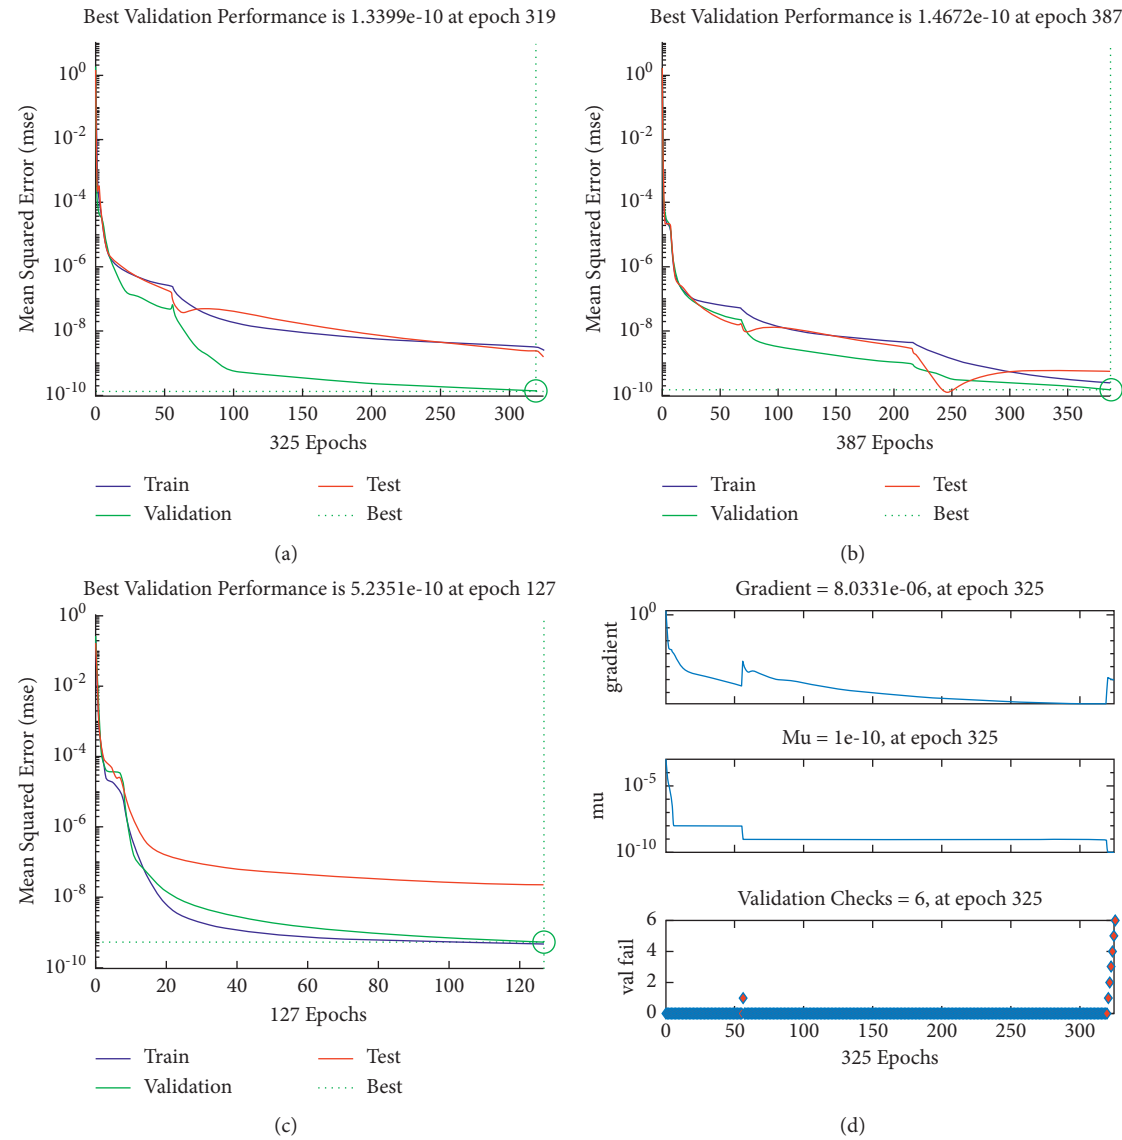 Best Validation Performance is 1.3399e-10 at epoch 319
10^0
10^-2
10^-4
10^-6
10^-8
10^-10
Mean Squared Error (mse)
0 50 100 150 200 250 300
325 Epochs
Train Test
Validation Best
(a)
Best Validation Performance is 1.4672e-10 at epoch 387
10^0
10^-2
10^-4
10^-6
10^-8
10^-10
Mean Squared Error (mse)
0 50 100 150 200 250 300 350
387 Epochs
Train Test
Validation Best
(b)
Best Validation Performance is 5.2351e-10 at epoch 127
10^0
10^-2
10^-4
10^-6
10^-8
10^-10
Mean Squared Error (mse)
0 20 40 60 80 100 120
127 Epochs
Train Test
Validation Best
(c)
Gradient = 8.0331e-06, at epoch 325
10^0
gradient
Mu = 1e-10, at epoch 325
10^-5
10^-10
mu
Validation Checks = 6, at epoch 325
6
4
2
0
val fail
0 50 100 150 200 250 300
325 Epochs
(d)